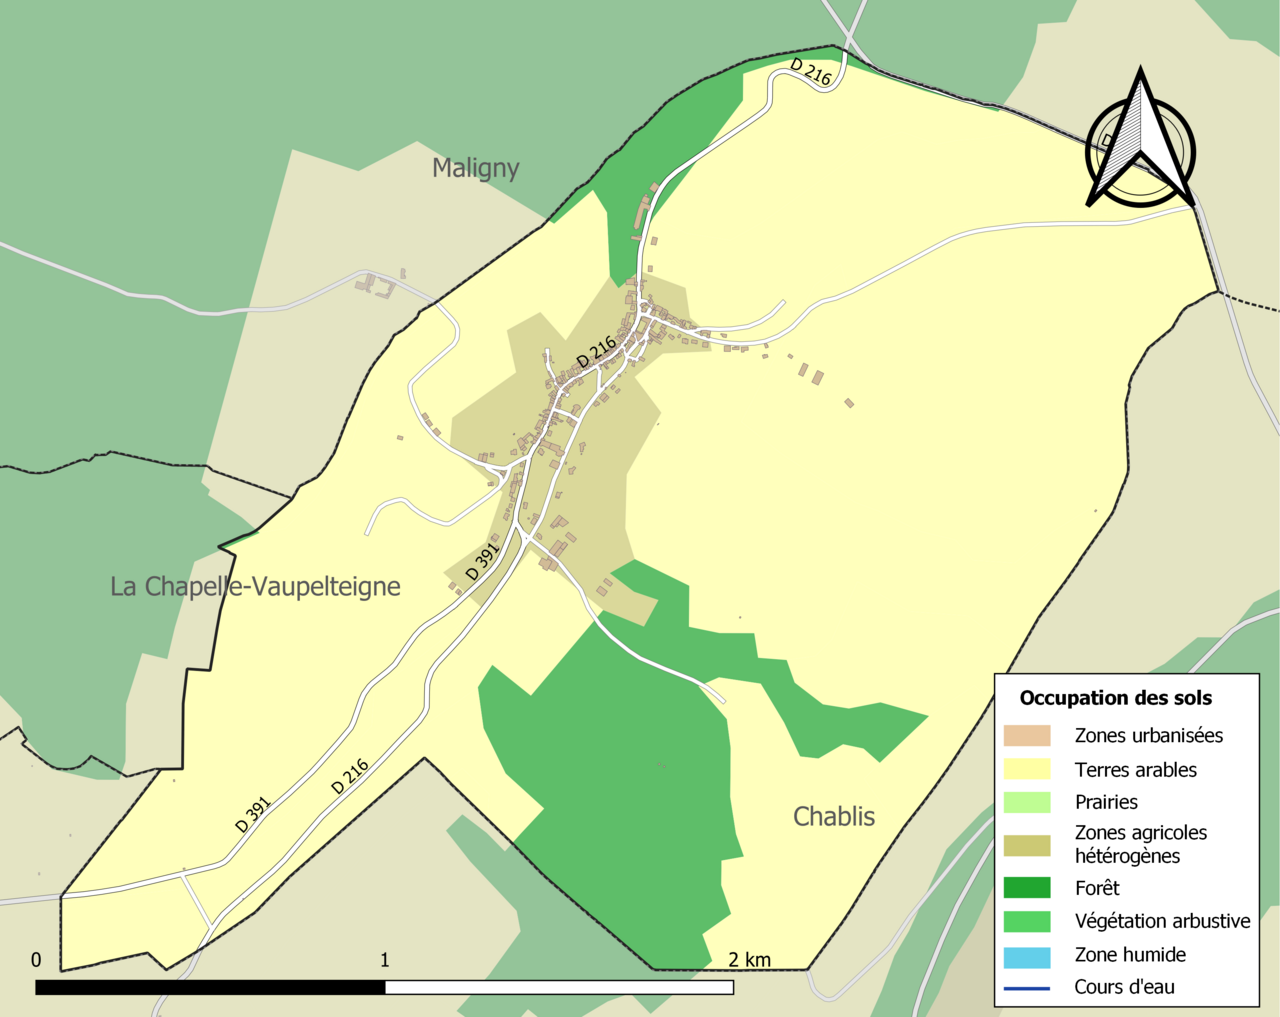 D 216
D
Maligny
D 216
D 391
La Chapelle-Vaupelteigne
Occupation des sols
Zones urbanisées
Terres arables
Prairies
Zones agricoles
hétérogènes
Forêt
Végétation arbustive
Zone humide
Cours d'eau
D 216
D 391
Chablis
0 1 2 km